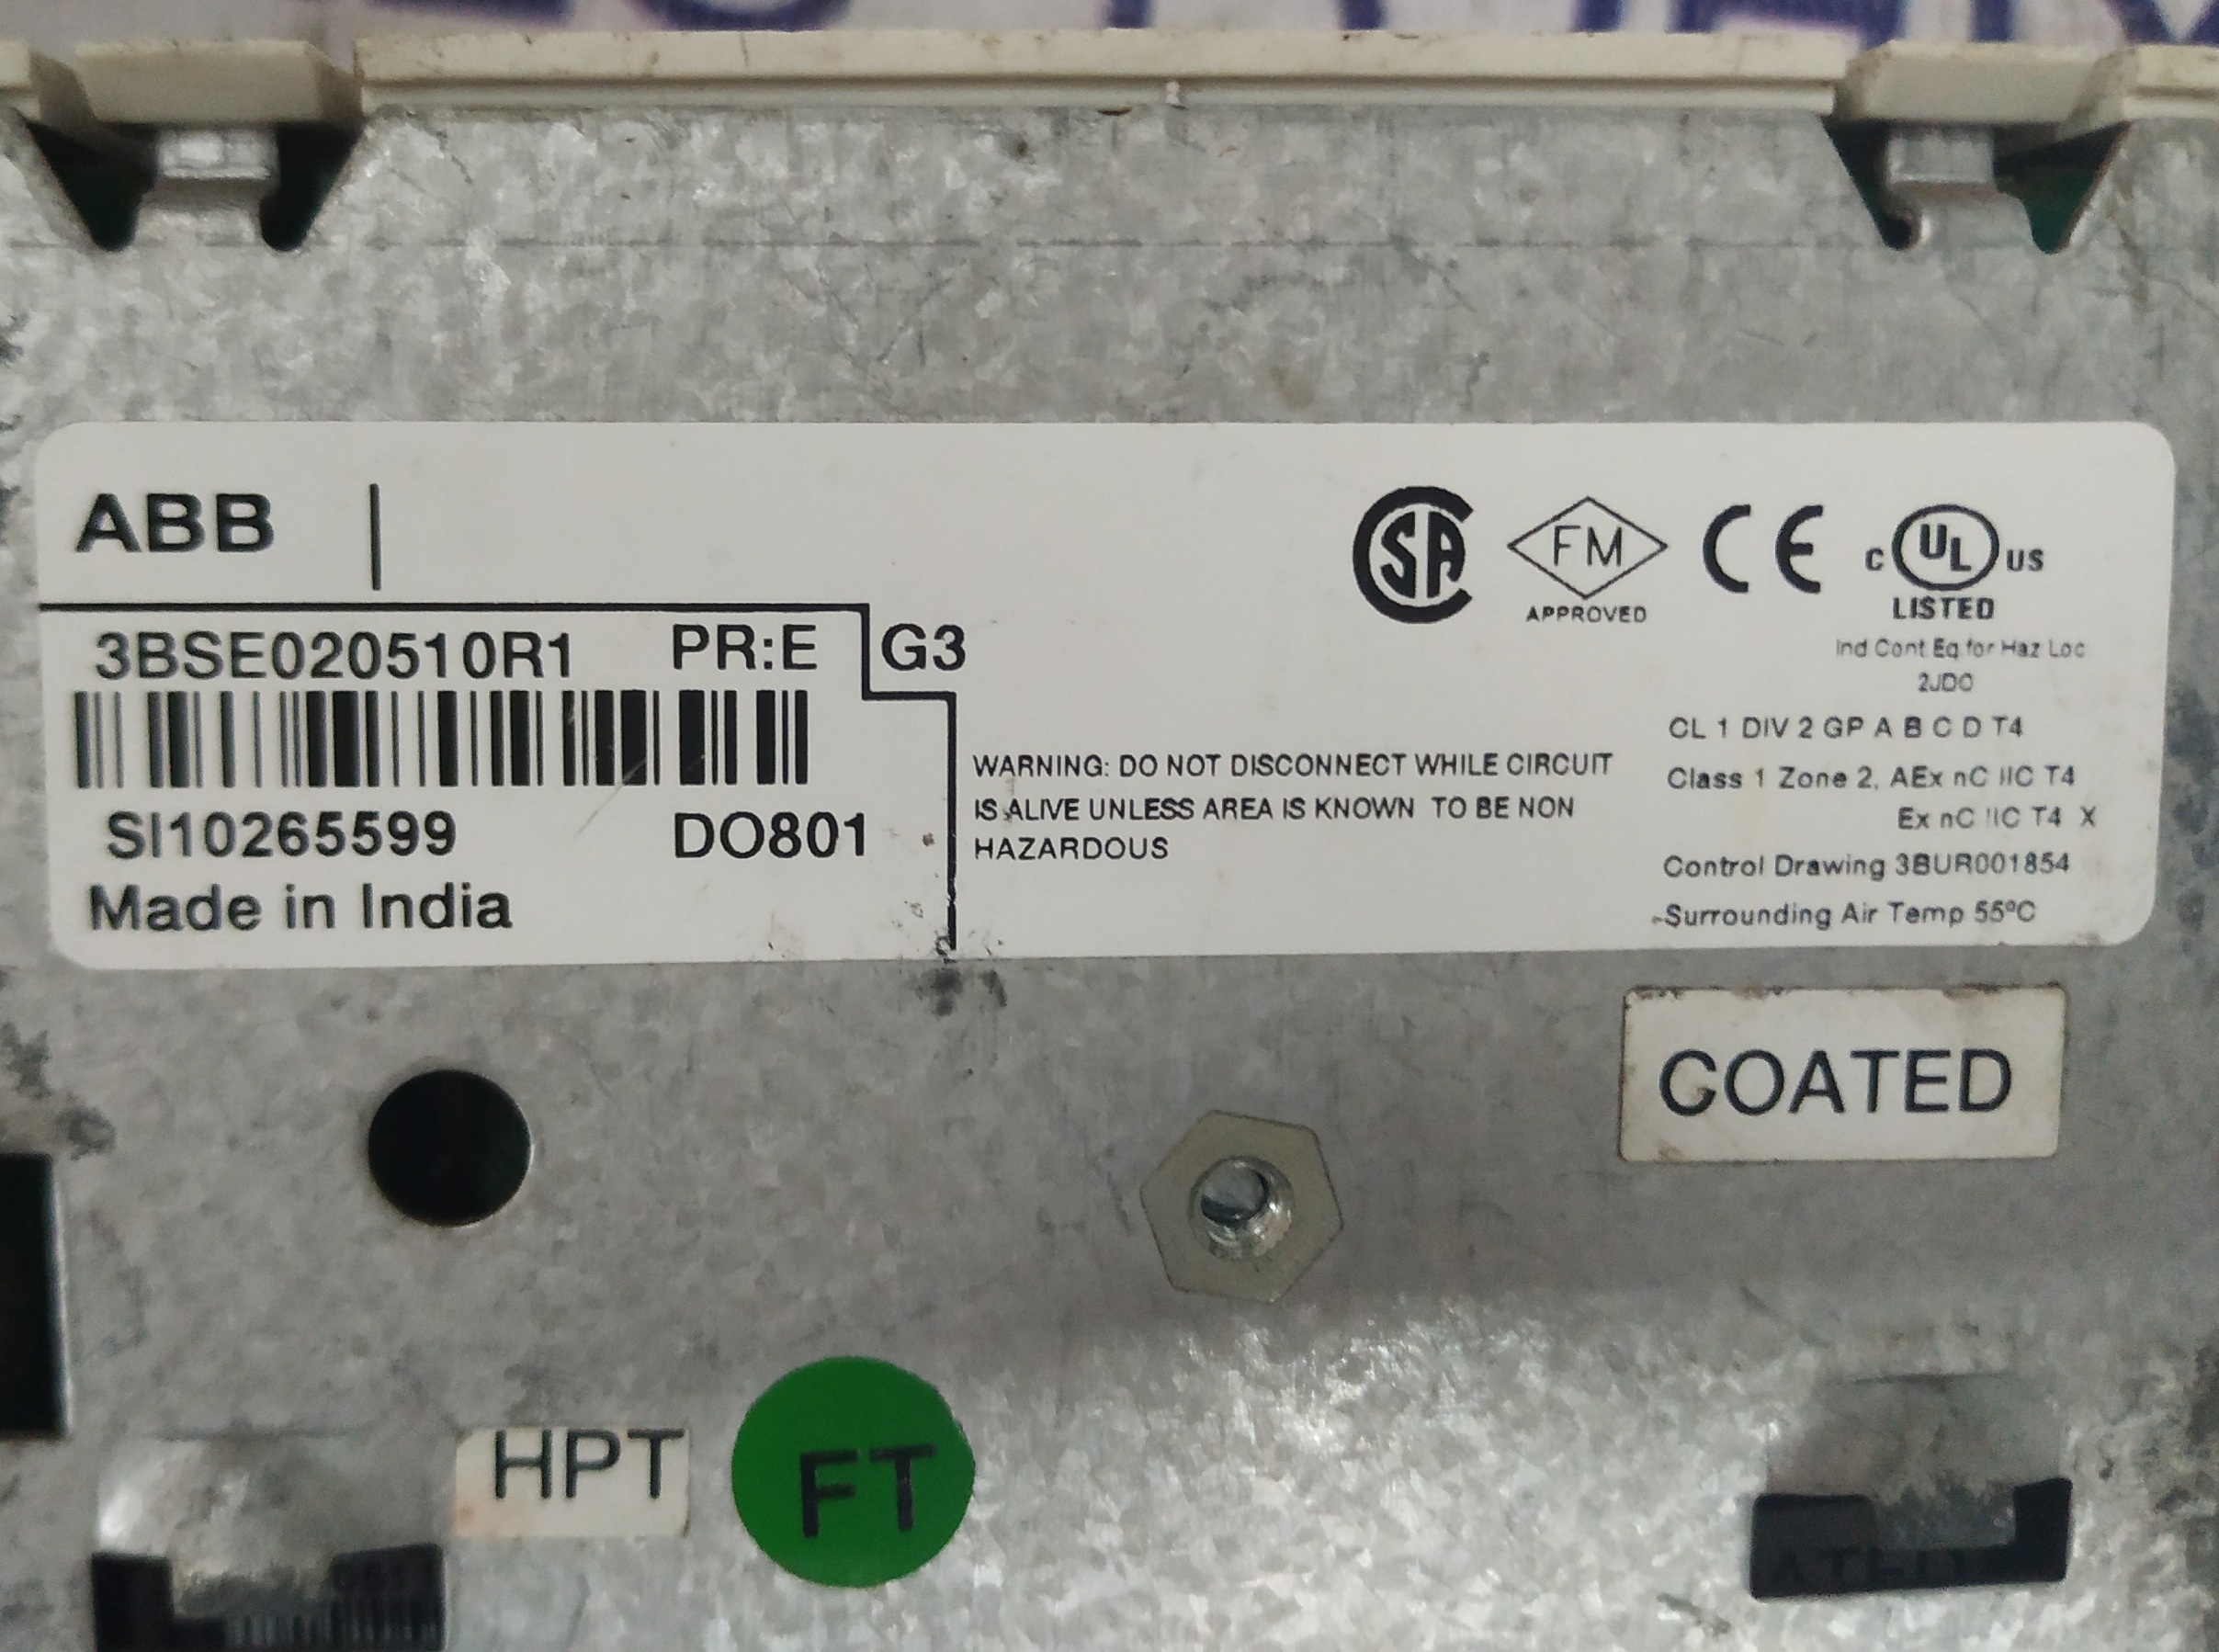 ABB
3BSE020510R1 PR:E G3
SI10265599 DO801
Made in India
WARNING: DO NOT DISCONNECT WHILE CIRCUIT
IS ALIVE UNLESS AREA IS KNOWN TO BE NON
HAZARDOUS
SA
FM
APPROVED
CE
C UL US
LISTED
Ind Cont Eq for Haz Loc
CL 1 DIV 2 GP A B C D T4
Class 1 Zone 2, AEx nC IIC T4
Ex nC IIC T4 X
Control Drawing 3BUR001854
Surrounding Air Temp 55ºC
COATED
HPT
FT